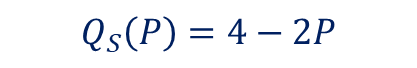 Q_S(P) = 4 − 2P